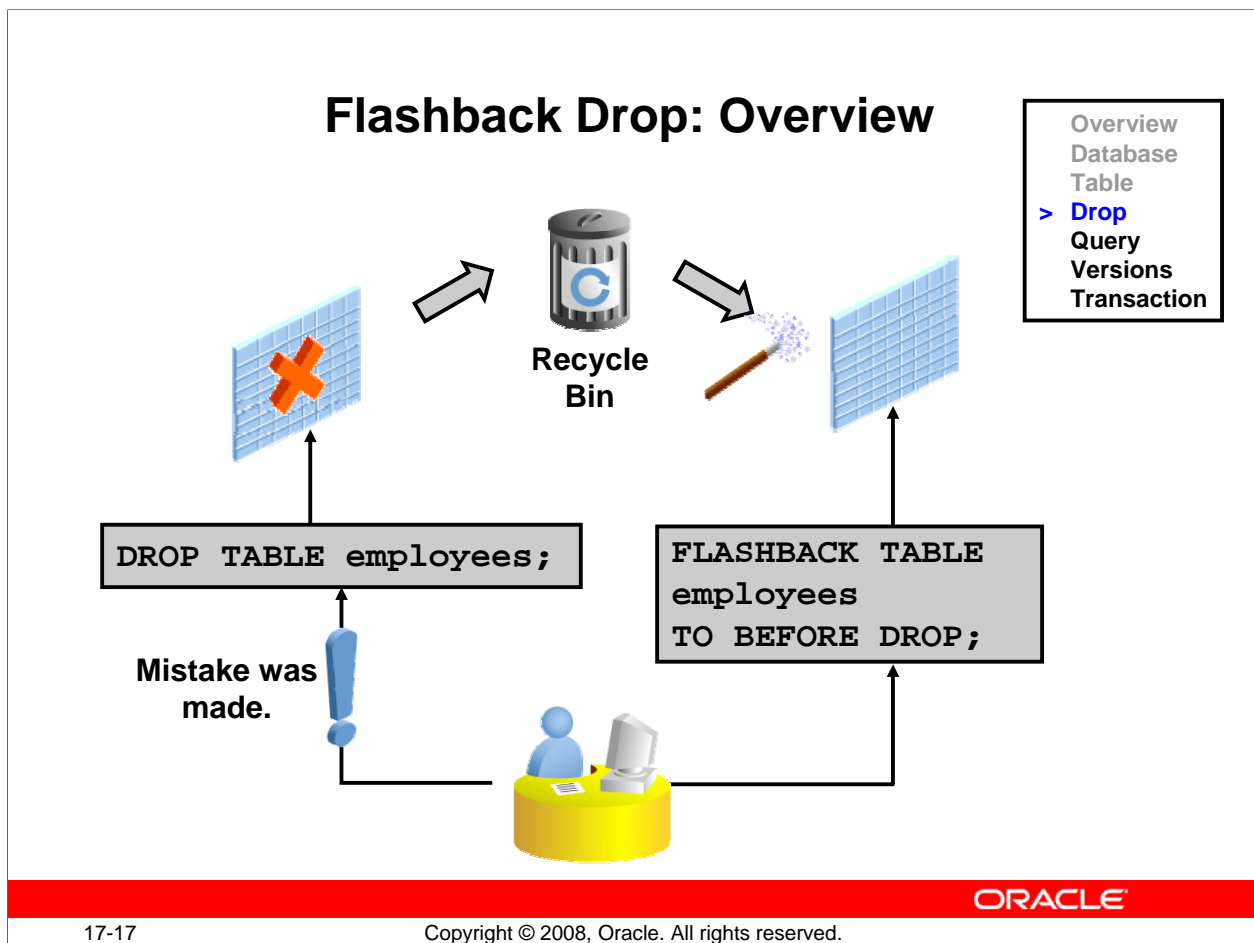 Flashback Drop: Overview
Overview
Database
Table
> Drop
Query
Versions
Transaction
Recycle
Bin
DROP TABLE employees;
FLASHBACK TABLE
employees
TO BEFORE DROP;
Mistake was
made.
ORACLE
17-17
Copyright © 2008, Oracle. All rights reserved.